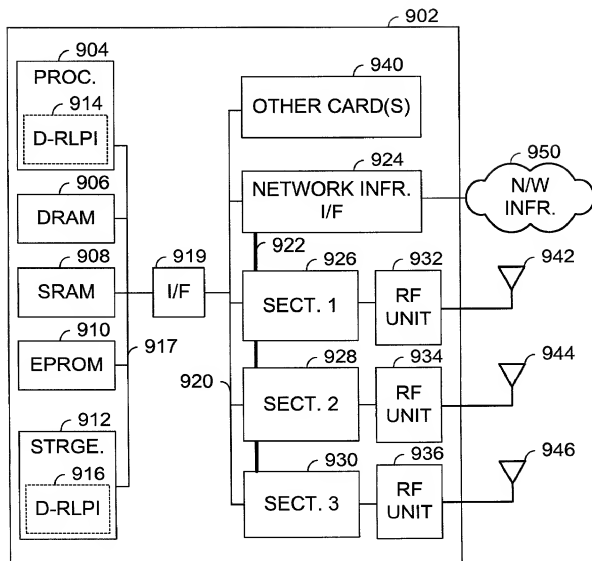 902
904
PROC.
914
D-RLPI
906
DRAM
908
SRAM
910
EPROM
917
912
STRGE.
916
D-RLPI
919
I/F
920
940
OTHER CARD(S)
924
NETWORK INFR.
I/F
922
926
SECT. 1
928
SECT. 2
930
SECT. 3
932
RF
UNIT
934
RF
UNIT
936
RF
UNIT
950
N/W
INFR.
942
944
946